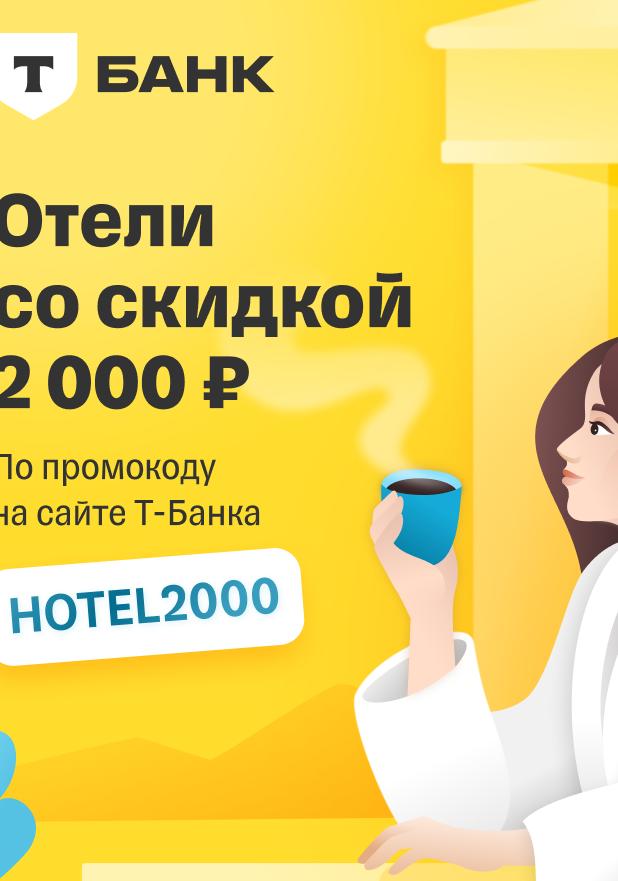 Т БАНК
Отели
со скидкой
2 000 ₽
По промокоду
на сайте Т-Банка
HOTEL2000